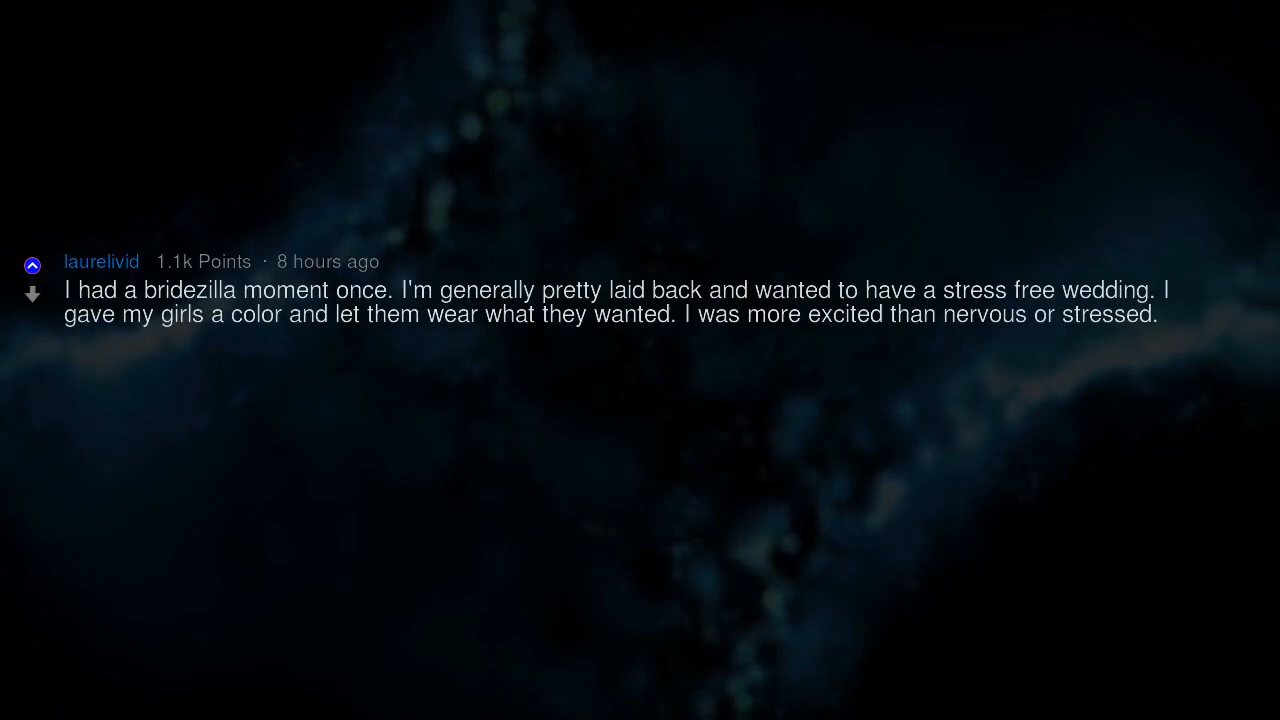 laurelivid 1.1k Points · 8 hours ago
I had a bridezilla moment once. I'm generally pretty laid back and wanted to have a stress free wedding. I
gave my girls a color and let them wear what they wanted. I was more excited than nervous or stressed.